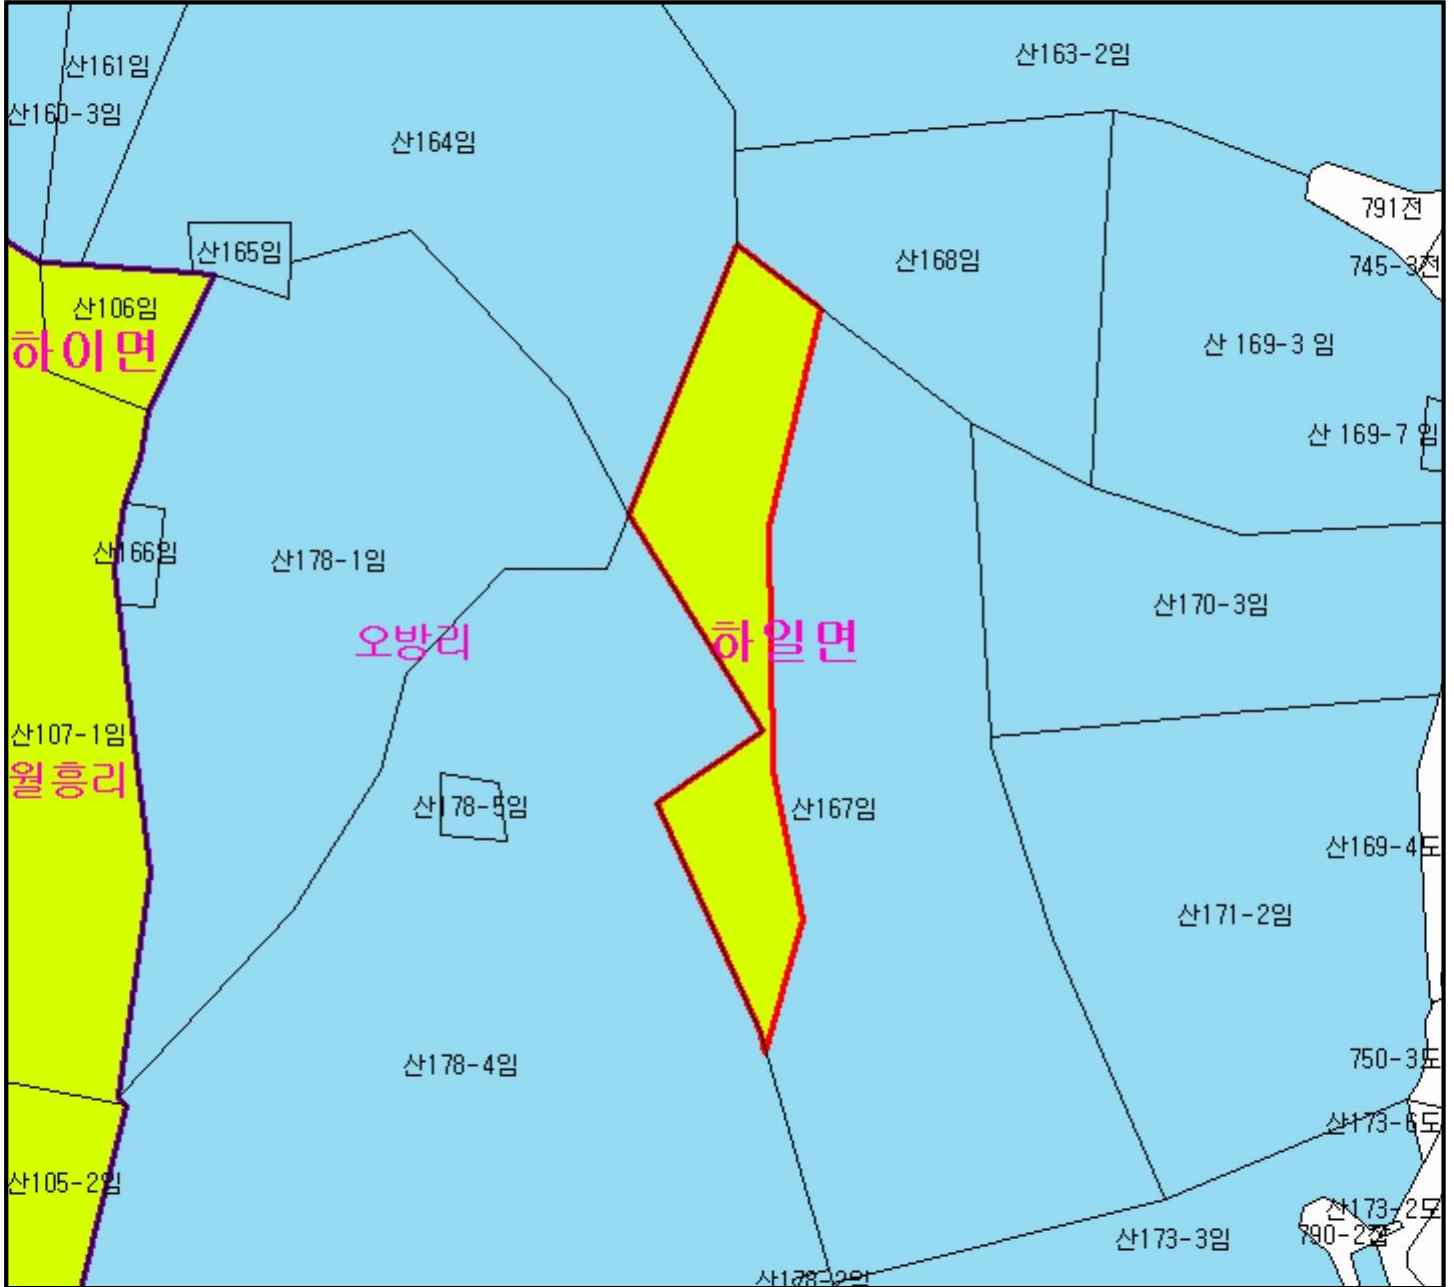 산163-2임
산161임
산160-3임
산164임
791전
산165임
산168임
745-3전
산106임
산 169-3 임
하이면
산 169-7 임
산166임
산178-1임
산170-3임
오방리
하일면
산107-1임
월흥리
산178-5임
산167임
산169-4도
산171-2임
산178-4임
750-3도
산173-6도
산105-2임
산173-2도
산173-3임
산178-2임